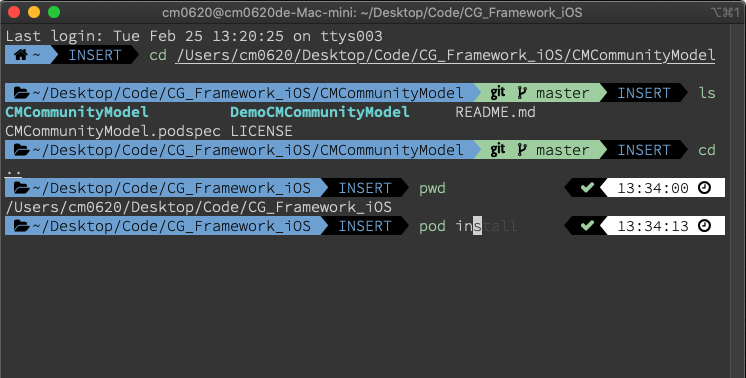 cm0620@cm0620de-Mac-mini: ~/Desktop/Code/CG_Framework_iOS ⌥⌘1
Last login: Tue Feb 25 13:20:25 on ttys003
~ INSERT cd /Users/cm0620/Desktop/Code/CG_Framework_iOS/CMCommunityModel
~/Desktop/Code/CG_Framework_iOS/CMCommunityModel git master INSERT ls
CMCommunityModel DemoCMCommunityModel README.md
CMCommunityModel.podspec LICENSE
~/Desktop/Code/CG_Framework_iOS/CMCommunityModel git master INSERT cd
..
~/Desktop/Code/CG_Framework_iOS INSERT pwd ✔ 13:34:00
/Users/cm0620/Desktop/Code/CG_Framework_iOS
~/Desktop/Code/CG_Framework_iOS INSERT pod install ✔ 13:34:13